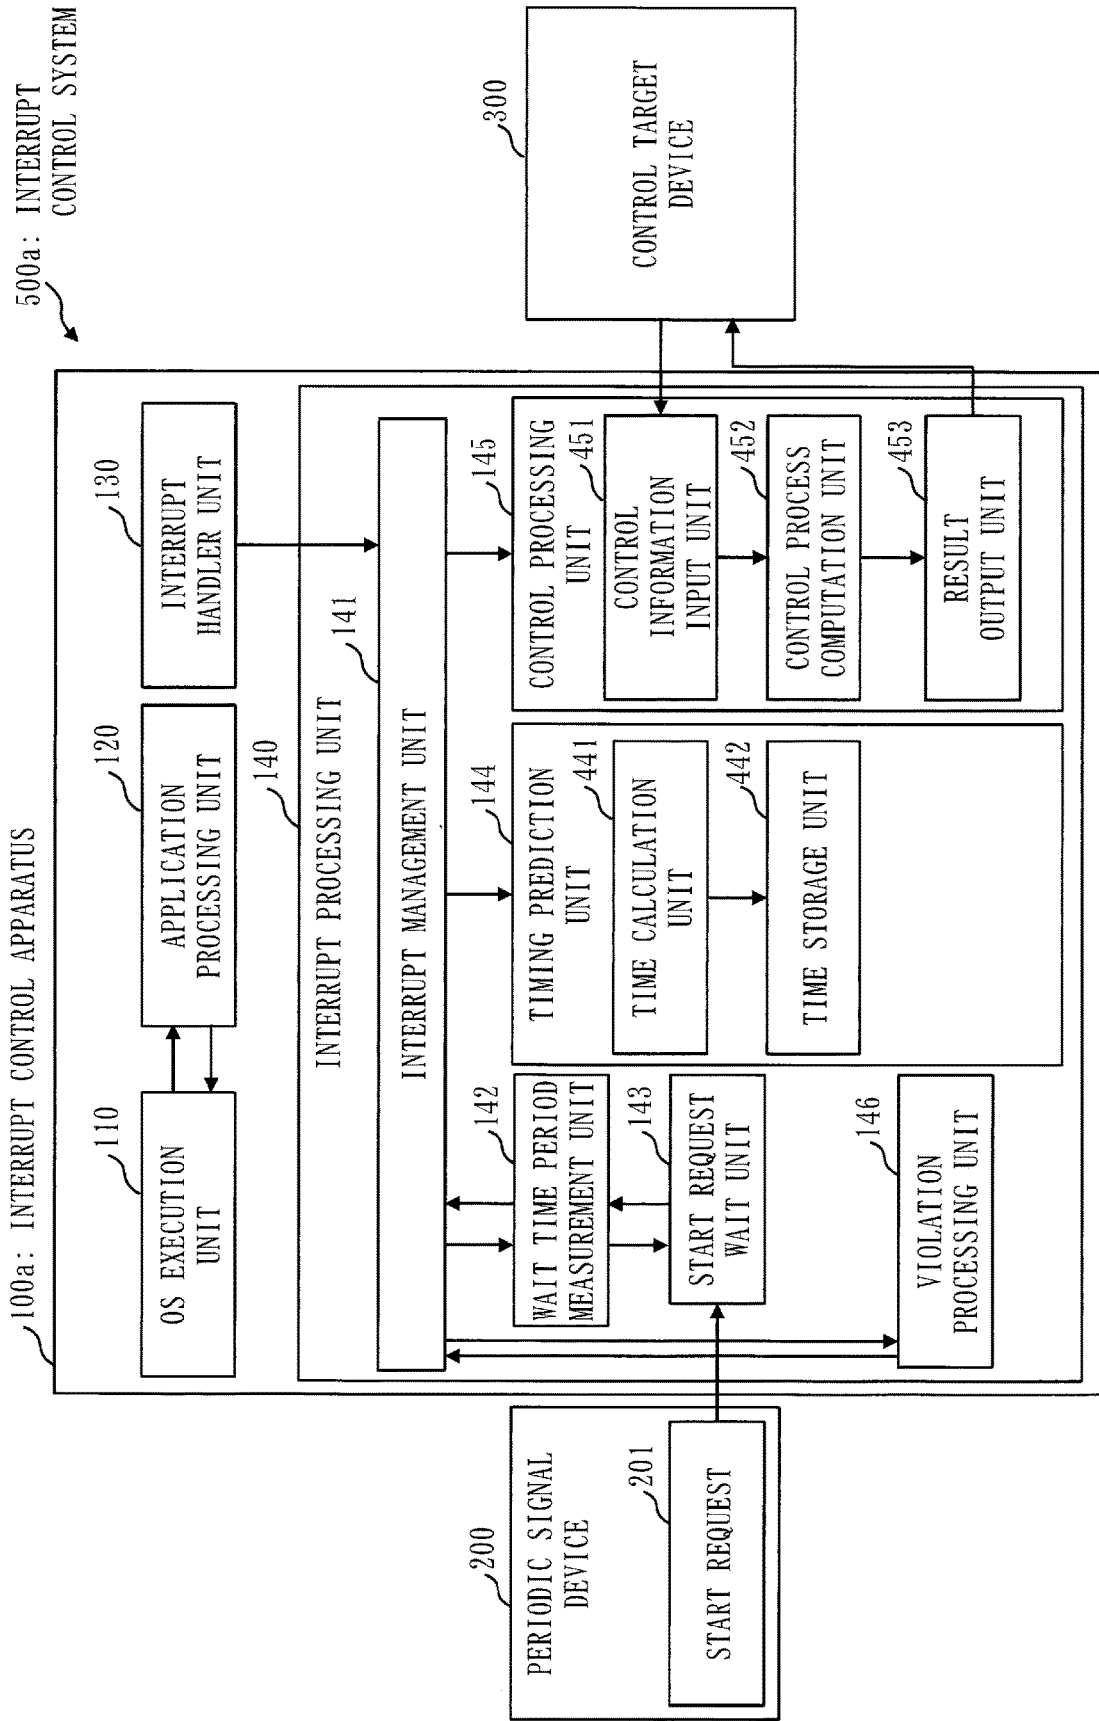 500a: INTERRUPT
CONTROL SYSTEM
100a: INTERRUPT CONTROL APPARATUS
110
OS EXECUTION
UNIT
120
APPLICATION
PROCESSING UNIT
130
INTERRUPT
HANDLER UNIT
140
INTERRUPT PROCESSING UNIT
141
INTERRUPT MANAGEMENT UNIT
142
WAIT TIME PERIOD
MEASUREMENT UNIT
143
START REQUEST
WAIT UNIT
146
VIOLATION
PROCESSING UNIT
144
TIMING PREDICTION
UNIT
441
TIME CALCULATION
UNIT
442
TIME STORAGE UNIT
145
CONTROL PROCESSING
UNIT
451
CONTROL
INFORMATION
INPUT UNIT
452
CONTROL PROCESS
COMPUTATION UNIT
453
RESULT
OUTPUT UNIT
200
PERIODIC SIGNAL
DEVICE
201
START REQUEST
300
CONTROL TARGET
DEVICE